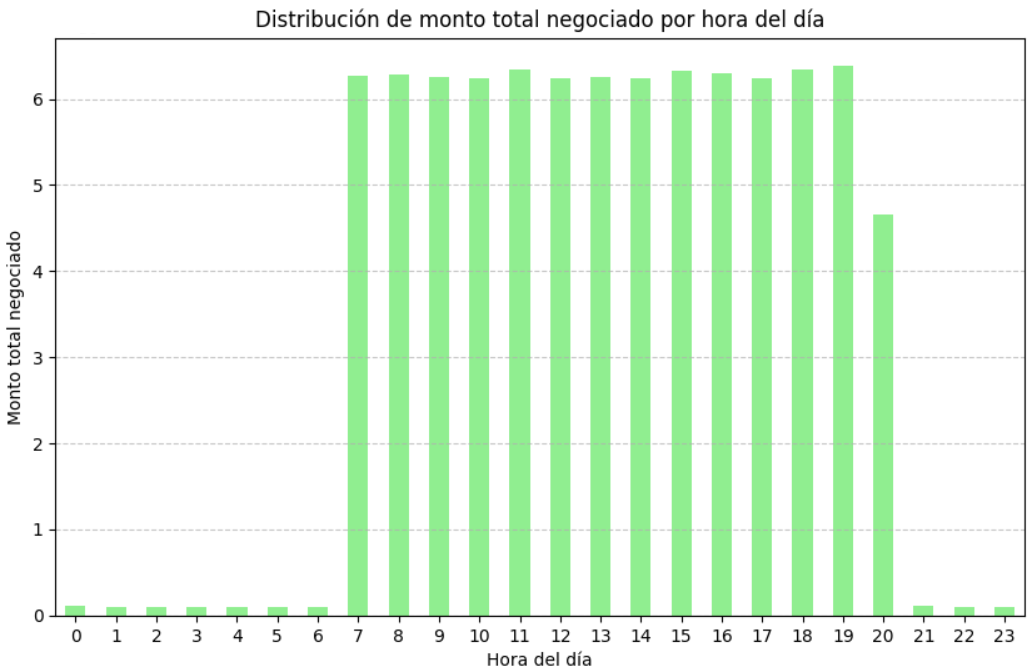 Distribución de monto total negociado por hora del día
Monto total negociado
6
5
4
3
2
1
0
0 1 2 3 4 5 6 7 8 9 10 11 12 13 14 15 16 17 18 19 20 21 22 23
Hora del día